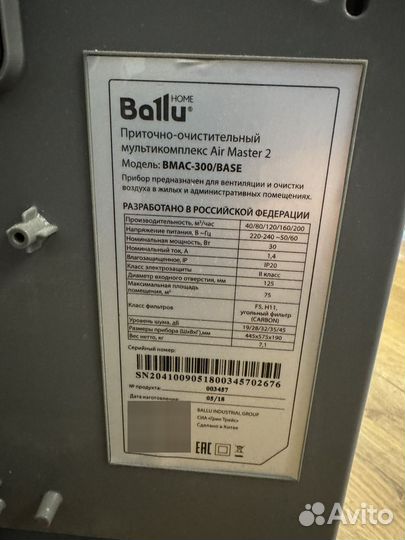 Ballu® HOME
Приточно-очистительный
мультикомплекс Air Master 2
Модель: BMAC-300/BASE
Прибор предназначен для вентиляции и очистки
воздуха в жилых и административных помещениях.
РАЗРАБОТАНО В РОССИЙСКОЙ ФЕДЕРАЦИИ
Производительность, м³/час 40/80/120/160/200
Напряжение питания, В ~Гц 220-240 ~50/60
Номинальная мощность, Вт 30
Номинальный ток, А 1,4
Влагозащищенное, IP IP20
Класс электрозащиты II класс
Диаметр входного отверстия, мм 125
Максимальная площадь
помещения, м² 75
Класс фильтров F5, H11,
угольный фильтр
(CARBON)
Уровень шума, дБ 19/28/32/35/45
Размеры прибора (ШхВхГ),мм 445х575х190
Вес нетто, кг 7,1
Серийный номер:
SN2041009051800345702676
№ продукта: 003457
Дата изготовления: 05/18
BALLU INDUSTRIAL GROUP
СИА «Грин Трейс»
Сделано в Китае
EAC
Avito